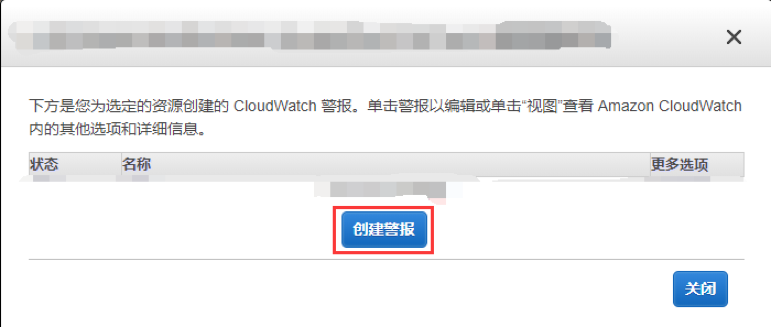 下方是您为选定的资源创建的 CloudWatch 警报。单击警报以编辑或单击“视图”查看 Amazon CloudWatch
内的其他选项和详细信息。
状态 名称 更多选项
创建警报
关闭